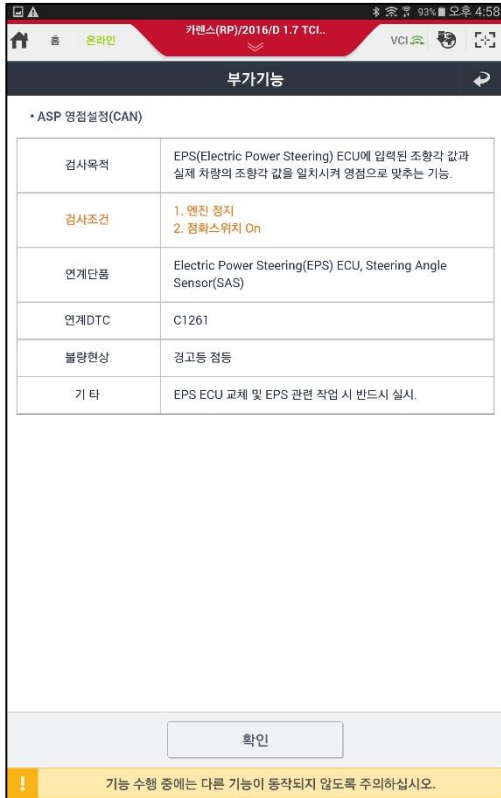 93% 오후 4:58
홈 온라인 카렌스(RP)/2016/D 1.7 TCI.. VCI
부가기능
• ASP 영점설정(CAN)
검사목적
EPS(Electric Power Steering) ECU에 입력된 조향각 값과
실제 차량의 조향각 값을 일치시켜 영점으로 맞추는 기능.
검사조건
1. 엔진 정지
2. 점화스위치 On
연계단품
Electric Power Steering(EPS) ECU, Steering Angle
Sensor(SAS)
연계DTC
C1261
불량현상
경고등 점등
기 타
EPS ECU 교체 및 EPS 관련 작업 시 반드시 실시.
확인
기능 수행 중에는 다른 기능이 동작되지 않도록 주의하십시오.